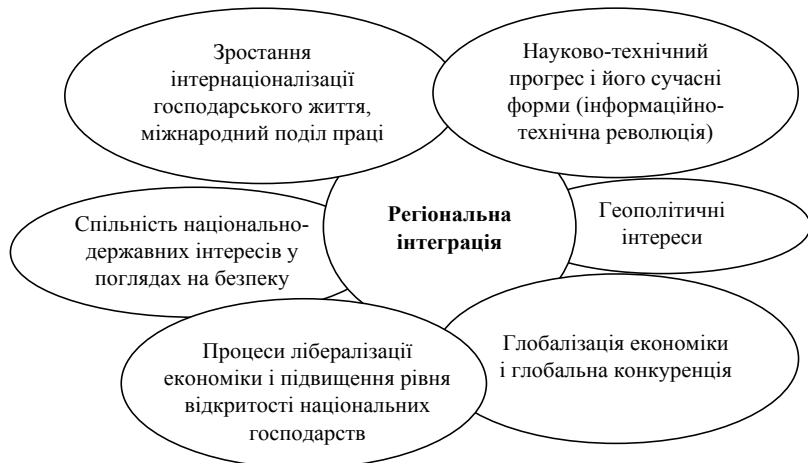 Зростання
інтернаціоналізації
господарського життя,
міжнародний поділ праці
Науково-технічний
прогрес і його сучасні
форми (інформаційно-
технічна революція)
Спільність національно-
державних інтересів у
поглядах на безпеку
Регіональна
інтеграція
Геополітичні
інтереси
Процеси лібералізації
економіки і підвищення рівня
відкритості національних
господарств
Глобалізація економіки
і глобальна конкуренція